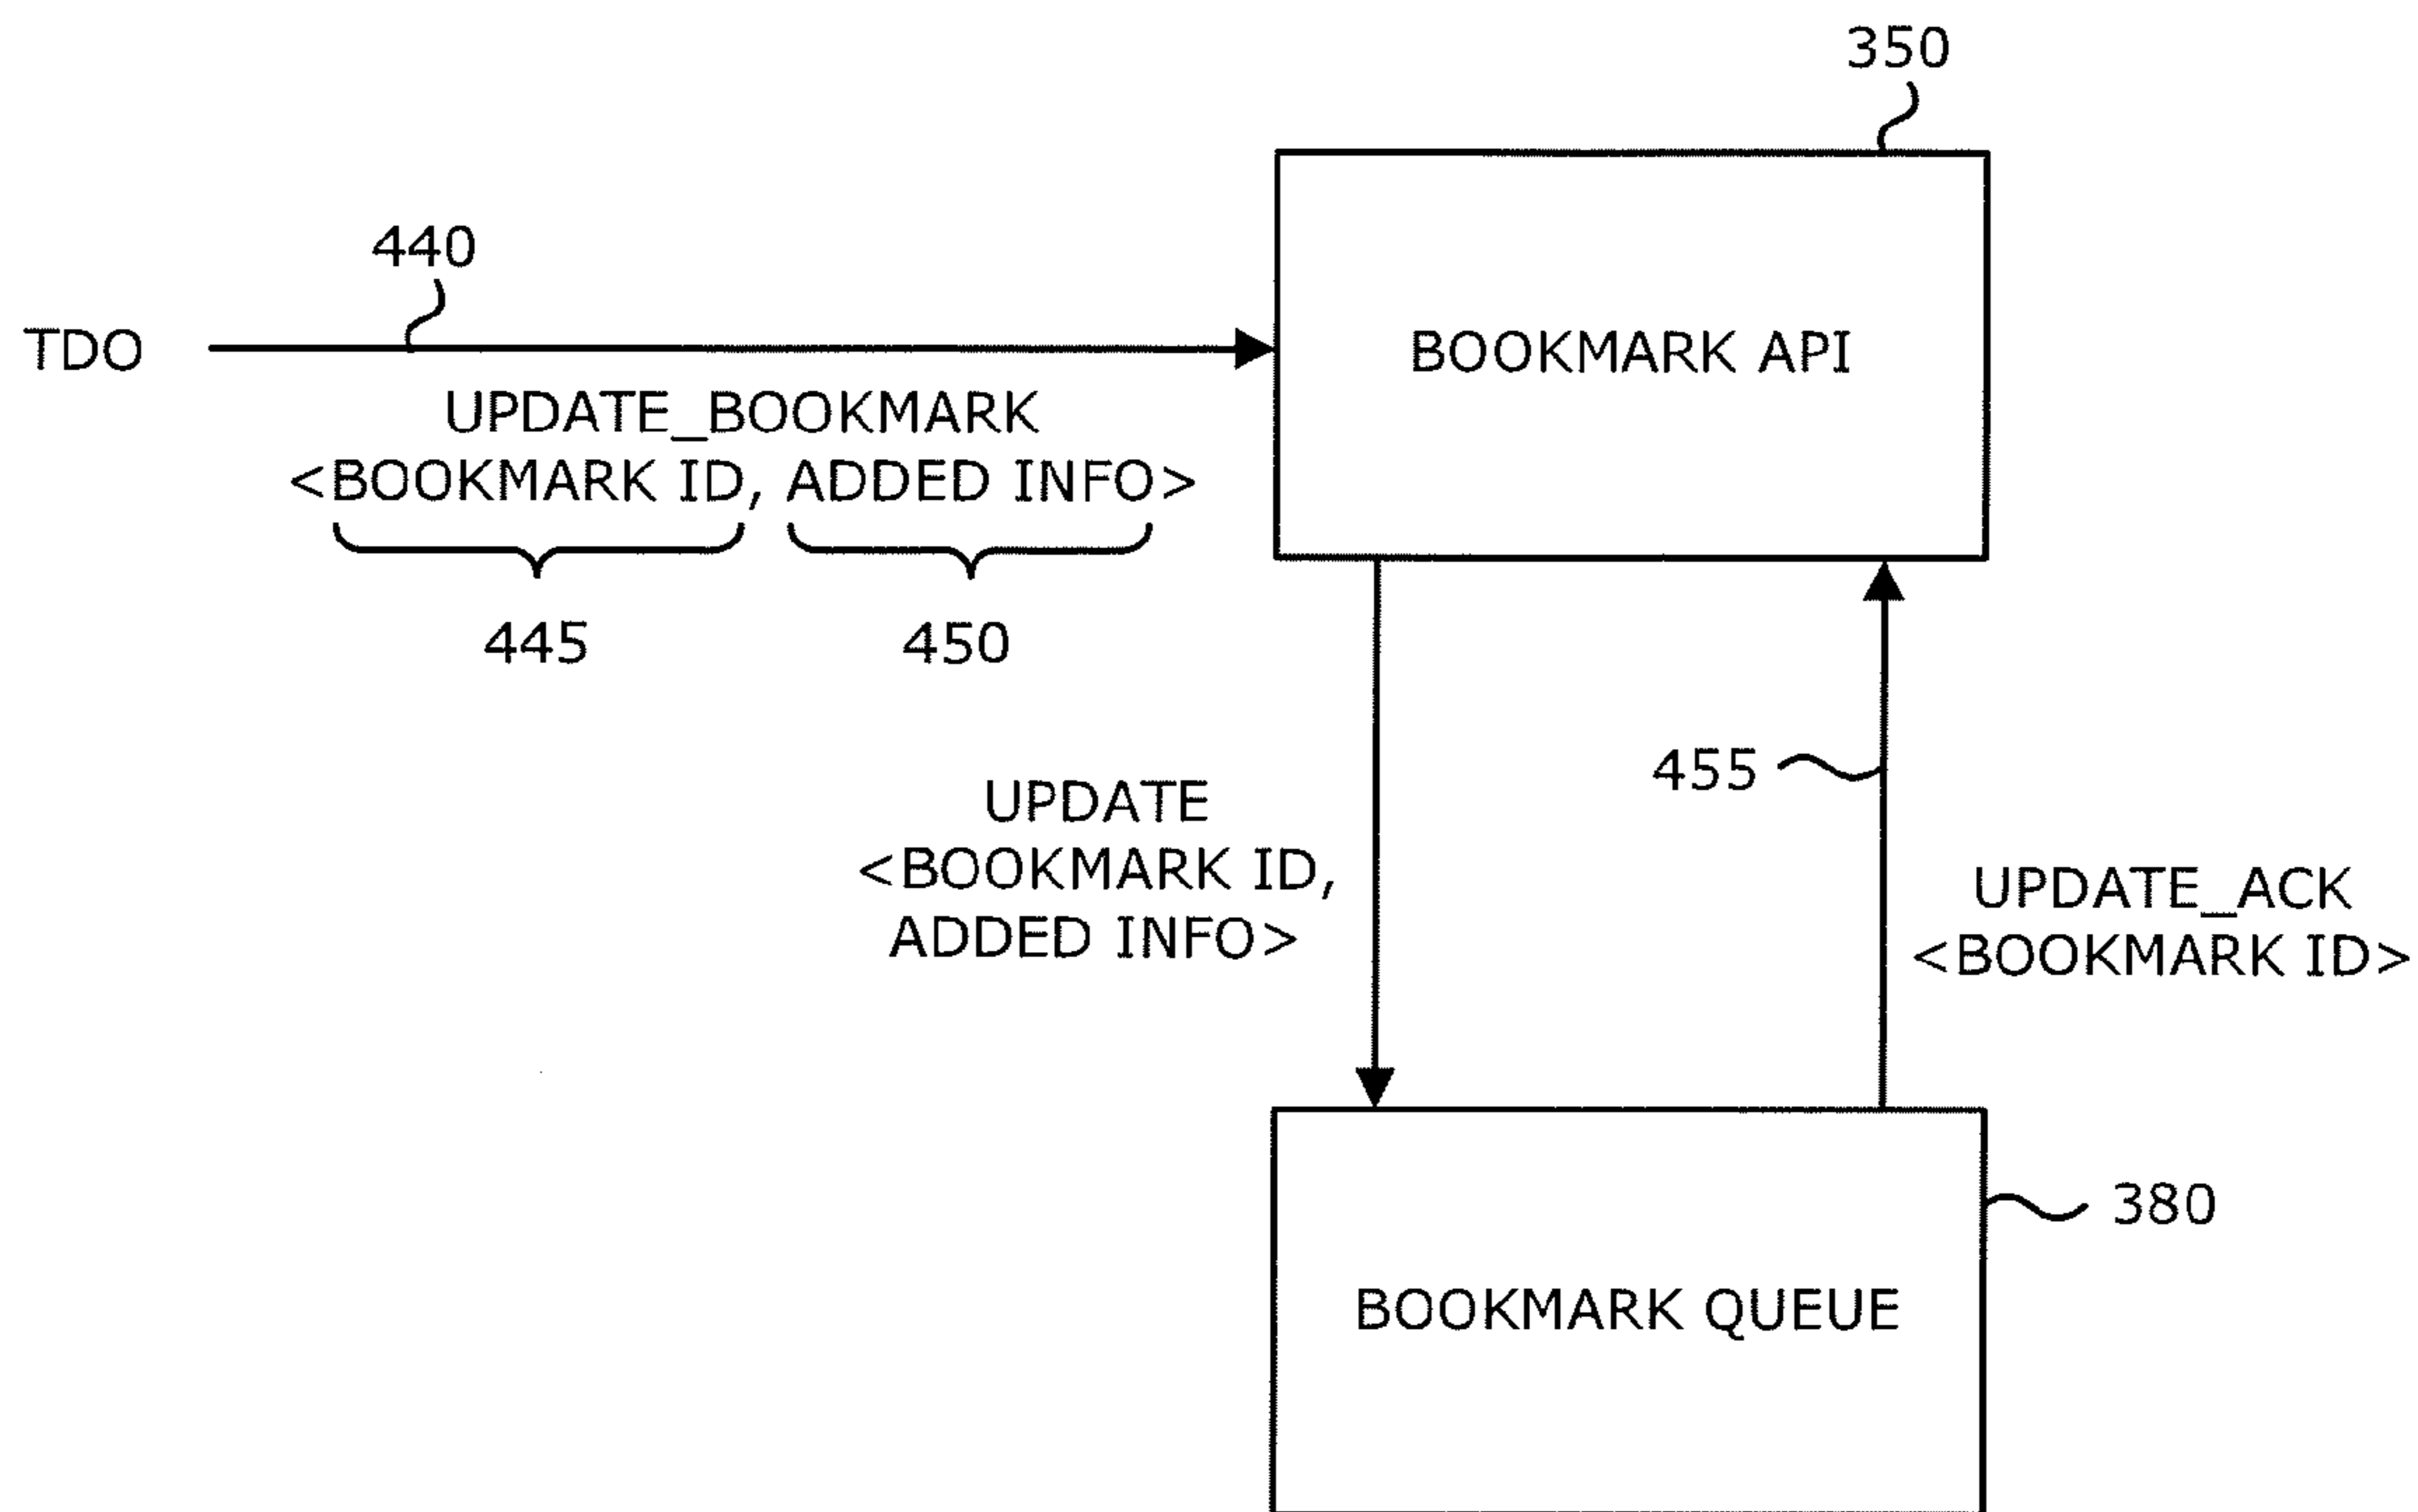 350
440
TDO
BOOKMARK API
UPDATE_BOOKMARK
<BOOKMARK ID, ADDED INFO>
445
450
455
UPDATE
<BOOKMARK ID,
ADDED INFO>
UPDATE_ACK
<BOOKMARK ID>
380
BOOKMARK QUEUE